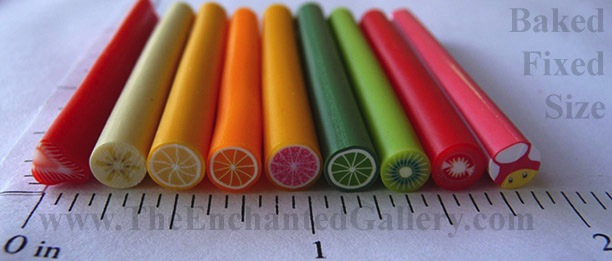 Baked
Fixed
Size
www.TheEnchantedGallery.com
0 in 1 2